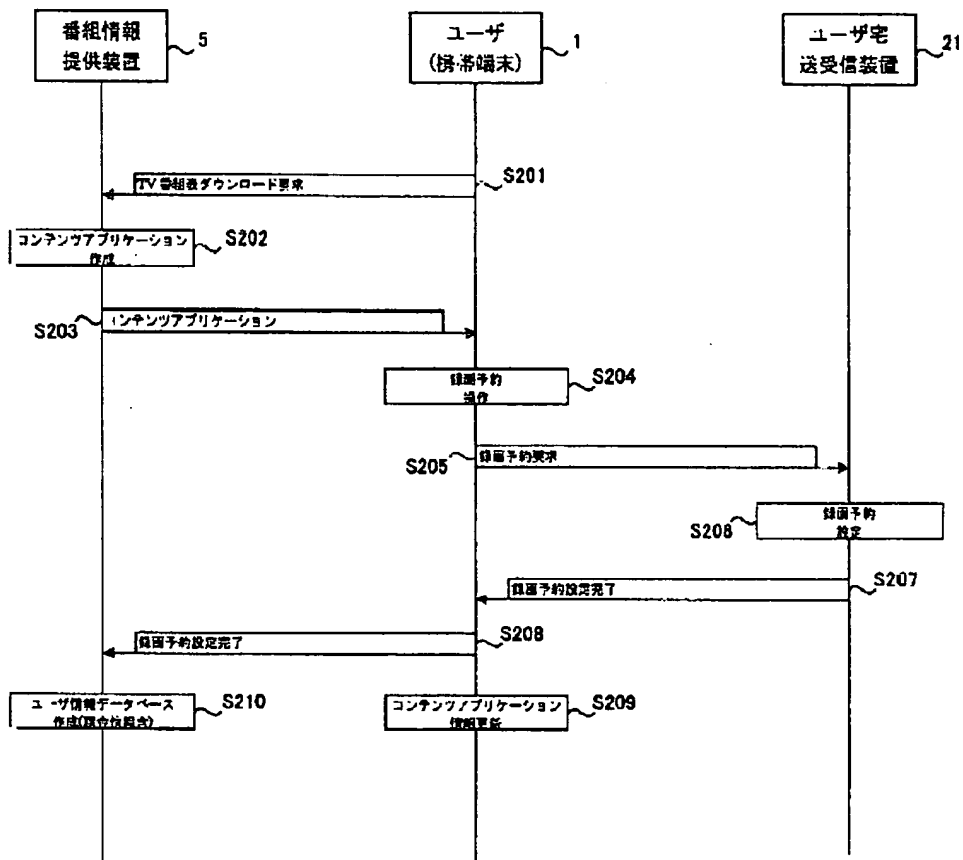 番組情報
提供装置
5
ユーザ
(携帯端末)
1
ユーザ宅
送受信装置
21
TV番組表ダウンロード要求
S201
コンテンツアプリケーション
作成
S202
コンテンツアプリケーション
S203
録画予約
操作
S204
録画予約要求
S205
録画予約
設定
S208
録画予約設定完了
S207
録画予約設定完了
S208
ユーザ情報データベース
作成
S210
コンテンツアプリケーション
情報更新
S209